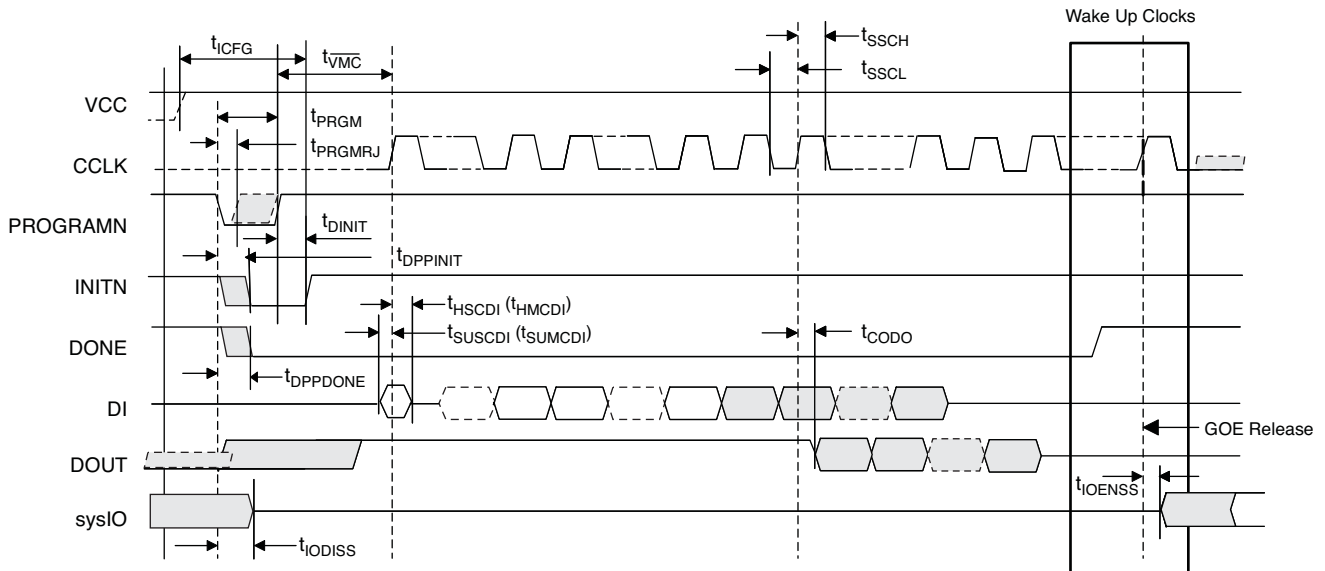 Wake Up Clocks
tICFG
tVMC
tSSCH
tSSCL
VCC
tPRGM
tPRGMRJ
CCLK
PROGRAMN
tDINIT
tDPPINIT
INITN
tHSCDI (tHMCDI)
tSUSCDI (tSUMCDI)
tCODO
DONE
tDPPDONE
DI
GOE Release
DOUT
tIOENSS
sysIO
tIODISS